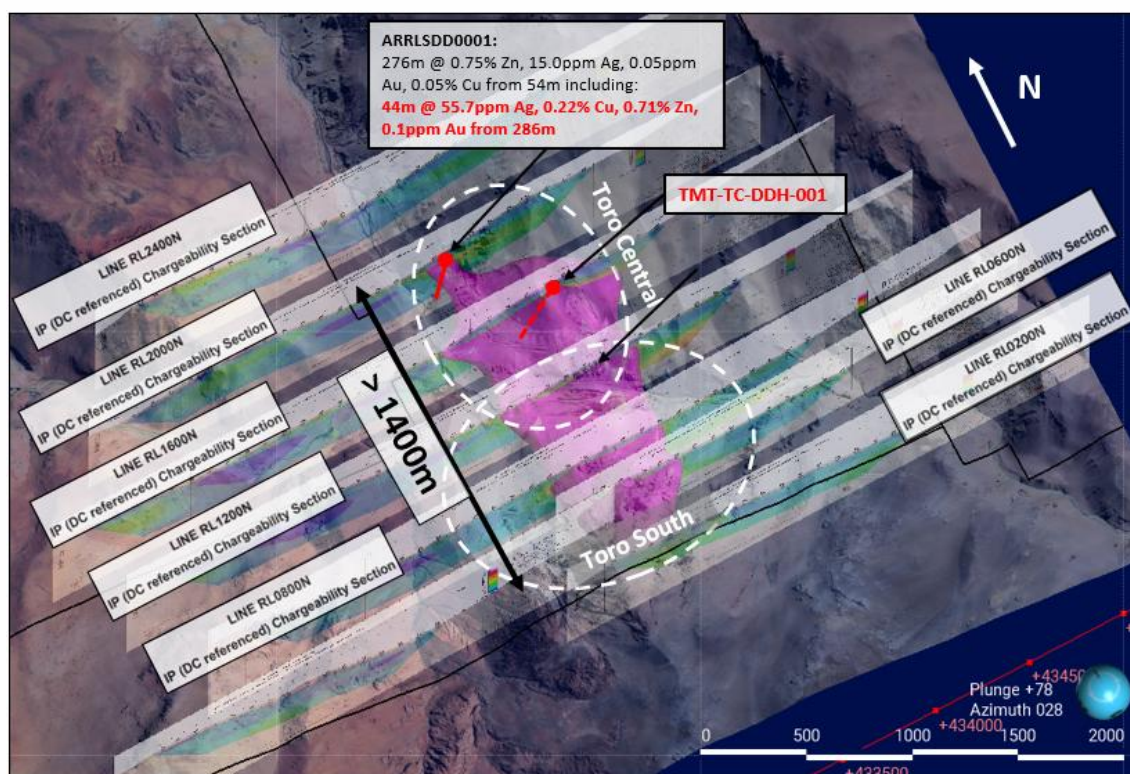 ARRLSDD0001:
276m @ 0.75% Zn, 15.0ppm Ag, 0.05ppm
Au, 0.05% Cu from 54m including:
44m @ 55.7ppm Ag, 0.22% Cu, 0.71% Zn,
0.1ppm Au from 286m
N
TMT-TC-DDH-001
Toro Central
LINE RL2400N
IP (DC referenced) Chargeability Section
LINE RL2000N
IP (DC referenced) Chargeability Section
LINE RL1600N
IP (DC referenced) Chargeability Section
LINE RL1200N
IP (DC referenced) Chargeability Section
LINE RL0800N
IP (DC referenced) Chargeability Section
LINE RL0600N
IP (DC referenced) Chargeability Section
LINE RL0200N
IP (DC referenced) Chargeability Section
> 1400m
Toro South
+434500
Plunge +78
Azimuth 028
+434000
0 500 1000 1500 2000
+433500